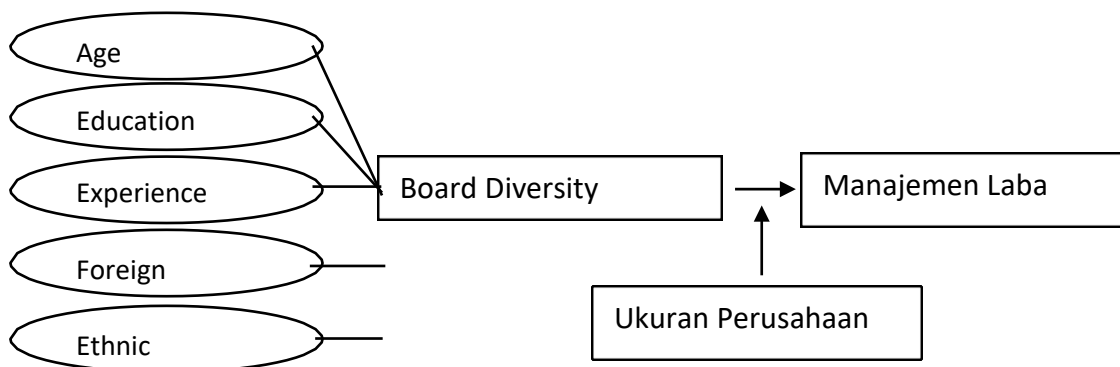 Age
Education
Experience
Foreign
Ethnic
Board Diversity
Manajemen Laba
Ukuran Perusahaan